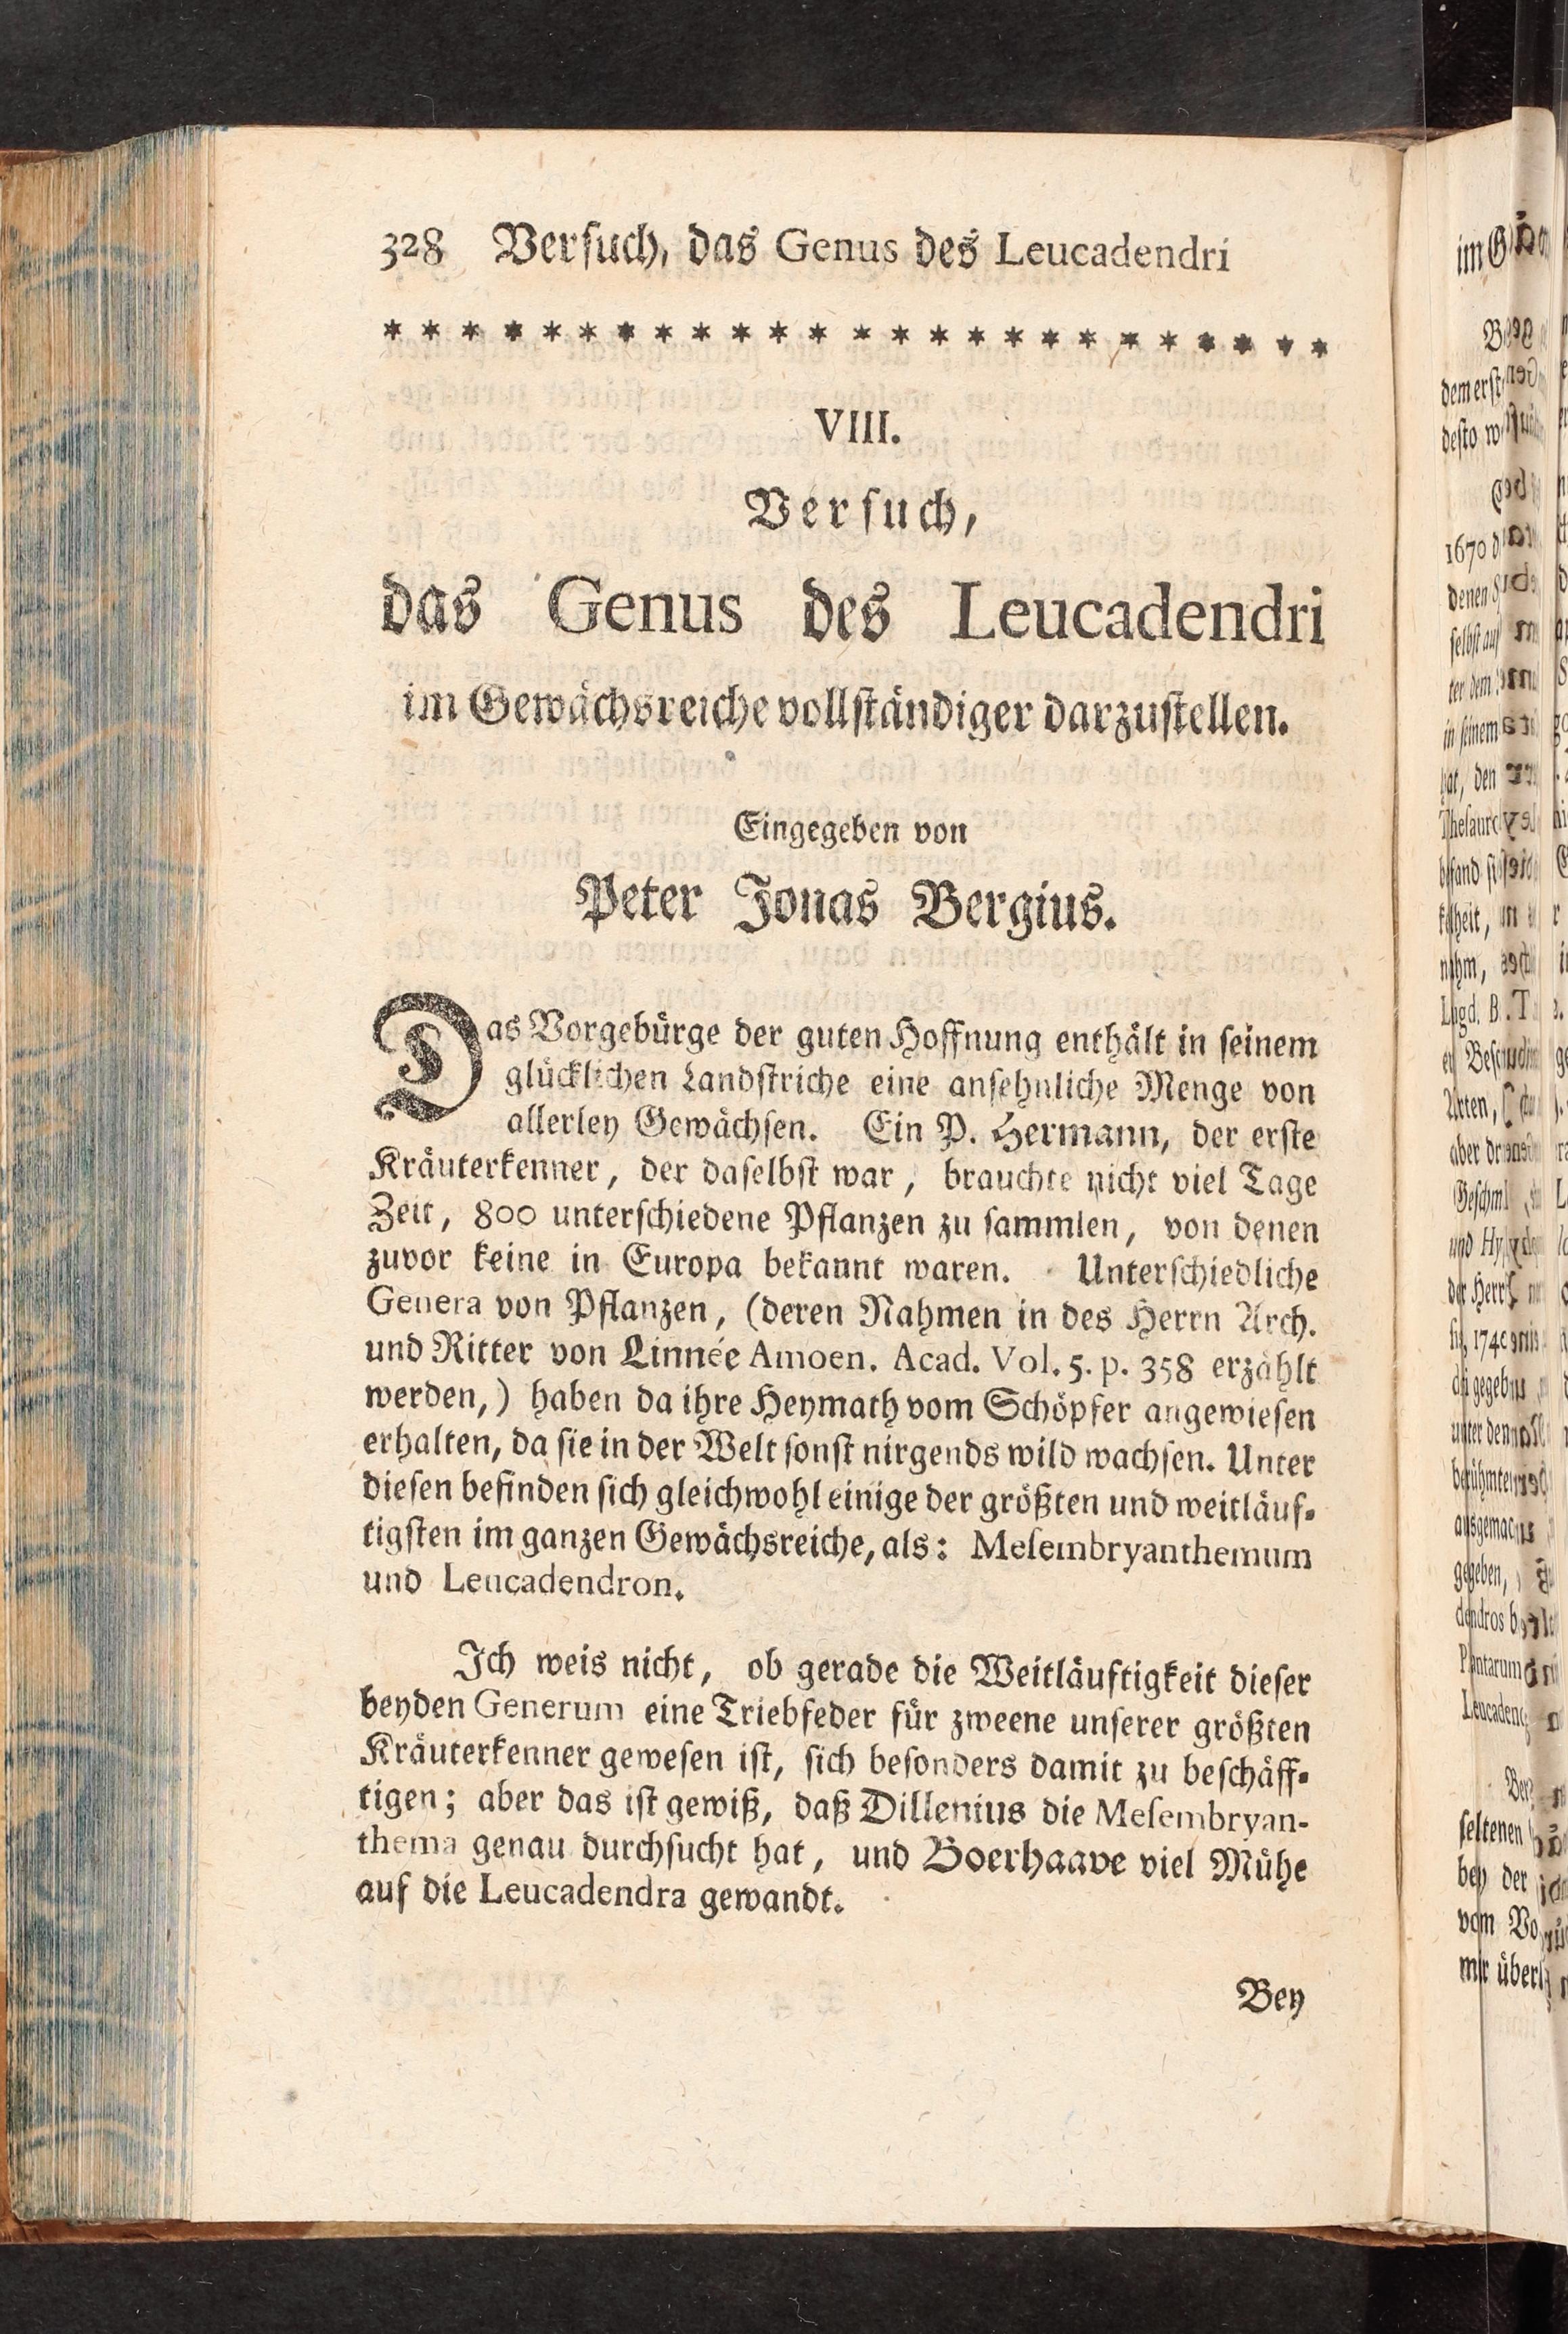 328 Versuch, das Genus des Leucadendri
* * * * * * * * * * * * * * * * * * * * * * * * *
VIII.
Versuch,
das Genus des Leucadendri
im Gewächsreiche vollständiger darzustellen.
Eingegeben von
Peter Jonas Bergius.
Das Vorgebürge der guten Hoffnung enthält in seinem
glücklichen Landstriche eine ansehnliche Menge von
allerley Gewächsen. Ein P. Hermann, der erste
Kräuterkenner, der daselbst war, brauchte nicht viel Tage
Zeit, 800 unterschiedene Pflanzen zu sammlen, von denen
zuvor keine in Europa bekannt waren. Unterschiedliche
Genera von Pflanzen, (deren Nahmen in des Herrn Arch.
und Ritter von Linnée Amoen. Acad. Vol. 5. p. 358 erzählt
werden,) haben da ihre Heymath vom Schöpfer angewiesen
erhalten, da sie in der Welt sonst nirgends wild wachsen. Unter
diesen befinden sich gleichwohl einige der größten und weitläuf-
tigsten im ganzen Gewächsreiche, als: Mesembryanthemum
und Leucadendron.
Ich weis nicht, ob gerade die Weitläuftigkeit dieser
beyden Generum eine Triebfeder für zweene unserer größten
Kräuterkenner gewesen ist, sich besonders damit zu beschäff-
tigen; aber das ist gewiß, daß Dillenius die Mesembryan-
thema genau durchsucht hat, und Boerhaave viel Mühe
auf die Leucadendra gewandt.
Bey